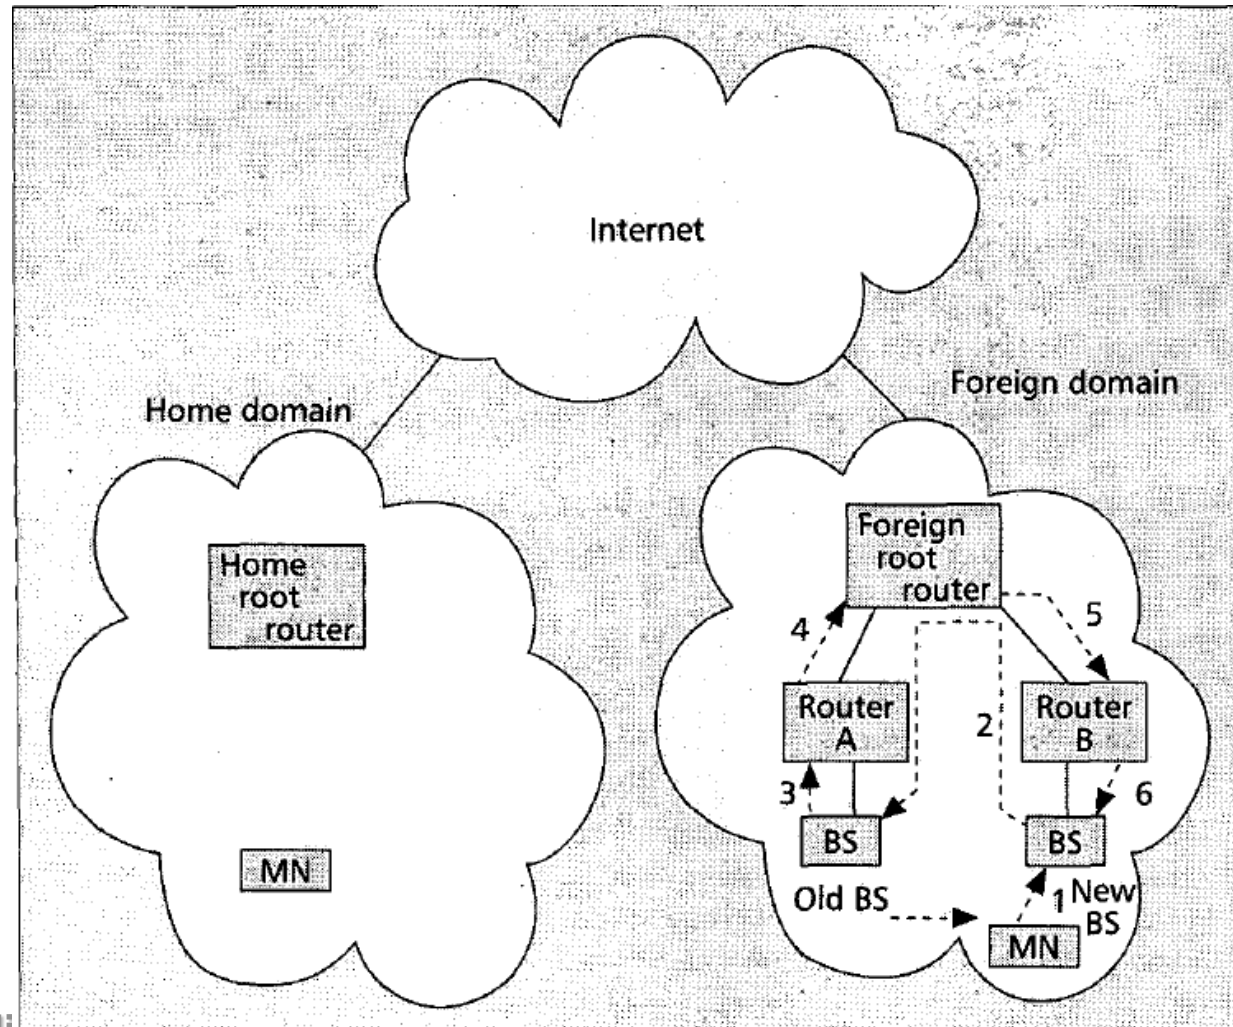 Internet
Home domain
Foreign domain
Home
root
router
MN
Foreign
root
router
4
5
Router
A
2
Router
B
3
6
BS
BS
Old BS
1
New
BS
MN